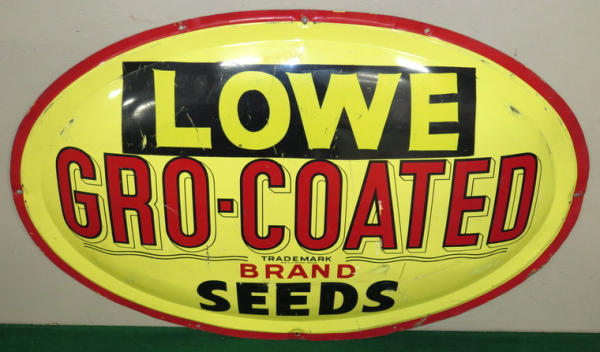 LOWE
GRO-COATED
TRADEMARK
BRAND
SEEDS